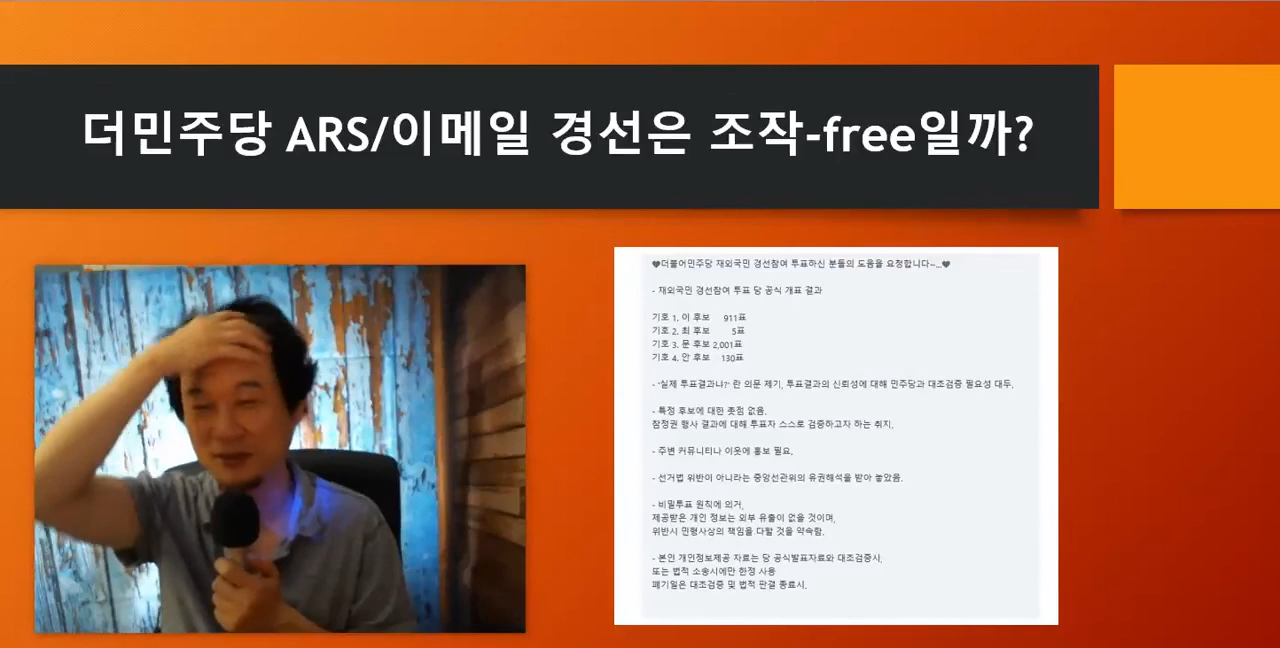 더민주당 ARS/이메일 경선은 조작-free일까?
♥더불어민주당 재외국민 경선참여 투표하신 분들의 도움을 요청합니다~...♥
- 재외국민 경선참여 투표 당 공식 개표 결과
기호 1. 이 후보 911표
기호 2. 최 후보 5표
기호 3. 문 후보 2,001표
기호 4. 안 후보 130표
- '실제 투표결과냐?' 란 의문 제기, 투표결과의 신뢰성에 대해 민주당과 대조검증 필요성 대두.
- 특정 후보에 대한 촛점 없음.
참정권 행사 결과에 대해 투표자 스스로 검증하고자 하는 취지.
- 주변 커뮤니티나 이웃에 홍보 필요.
- 선거법 위반이 아니라는 중앙선관위의 유권해석을 받아 놓았음.
- 비밀투표 원칙에 의거,
제공받은 개인 정보는 외부 유출이 없을 것이며,
위반시 민형사상의 책임을 다할 것을 약속함.
- 본인 개인정보제공 자료는 당 공식발표자료와 대조검증시,
또는 법적 소송시에만 한정 사용
폐기일은 대조검증 및 법적 판결 종료시.